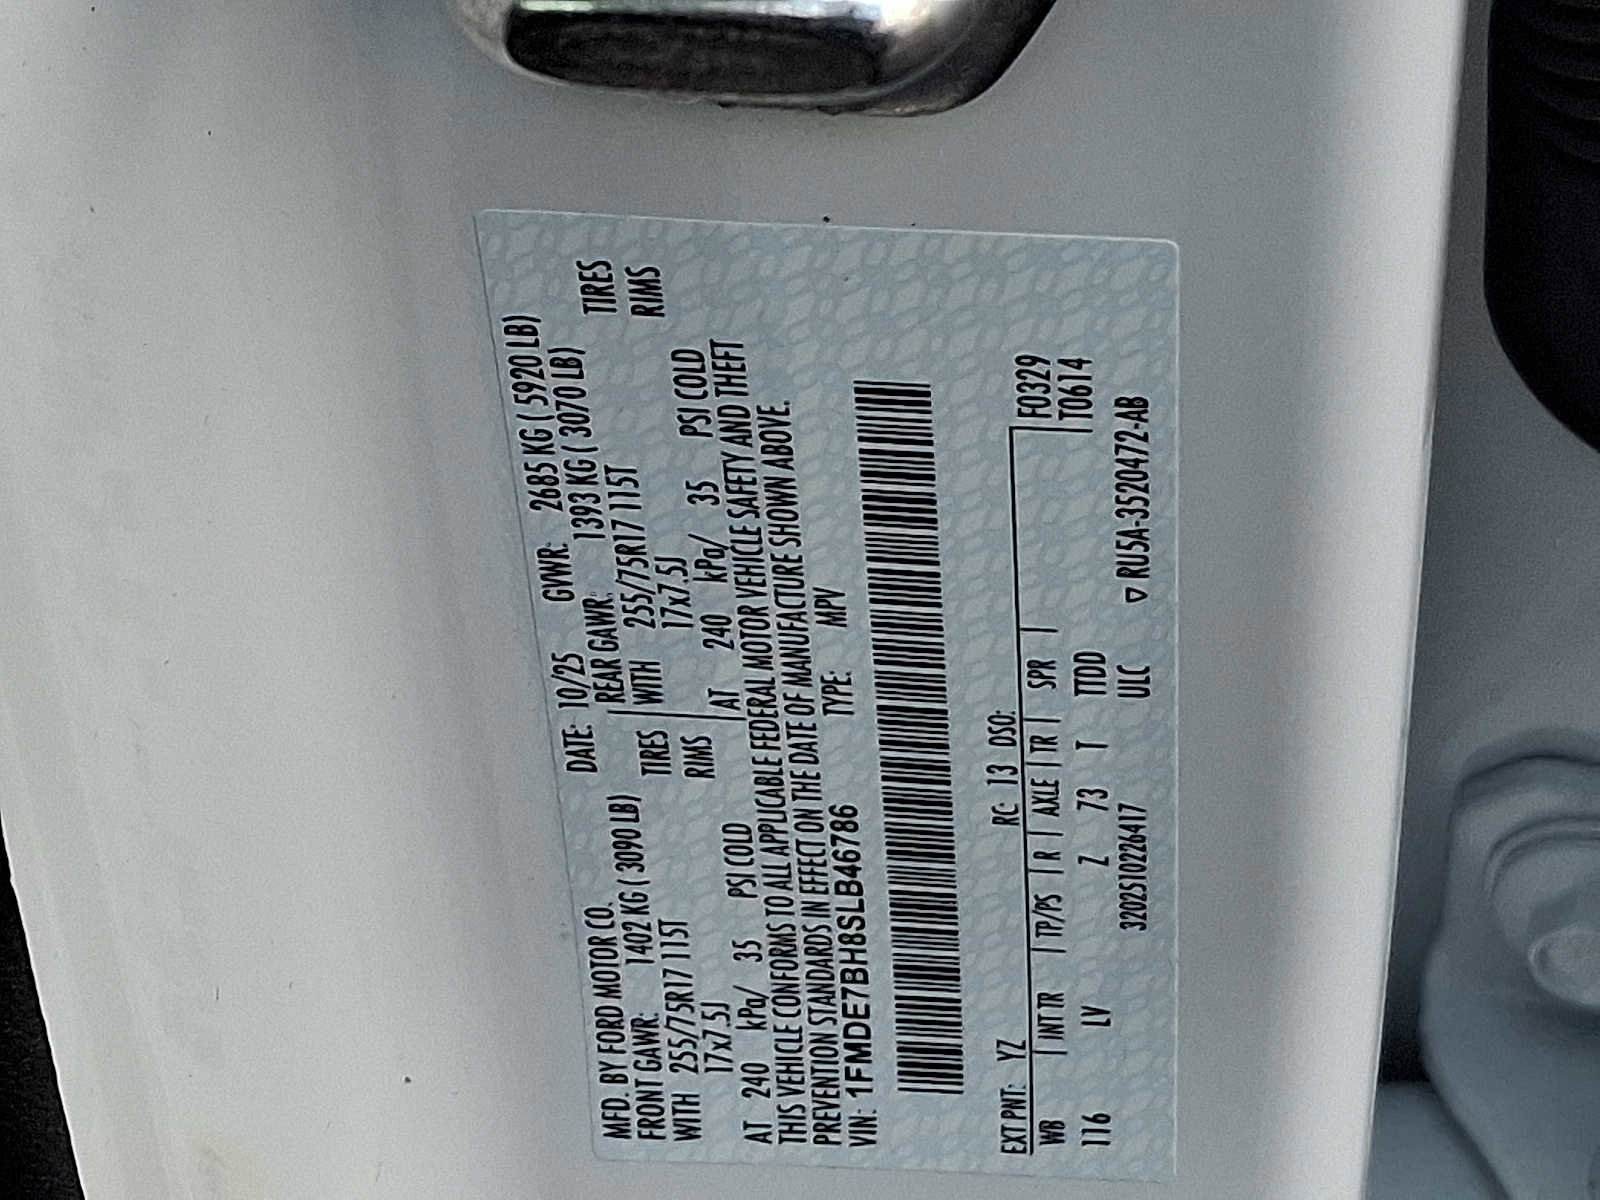 MFD. BY FORD MOTOR CO. DATE: 10/25 GVWR: 2685 KG ( 5920 LB)
FRONT GAWR: 1402 KG ( 3090 LB) REAR GAWR: 1393 KG ( 3070 LB)
WITH 255/75R17 115T TIRES WITH 255/75R17 115T TIRES
17x7.5J RIMS 17x7.5J RIMS
AT 240 kPa/ 35 PSI COLD AT 240 kPa/ 35 PSI COLD
THIS VEHICLE CONFORMS TO ALL APPLICABLE FEDERAL MOTOR VEHICLE SAFETY AND THEFT
PREVENTION STANDARDS IN EFFECT ON THE DATE OF MANUFACTURE SHOWN ABOVE.
VIN: 1FMDE7BH8SLB46786 TYPE: MPV
EXT PNT: YZ RC: 13 DSO: F0329
WB | INT TR | TP/PS | R | AXLE | TR | SPR | T0614
116 LV Z 73 T TTDD
320251022641​7 ULC ▽ RU5A-3520472-AB